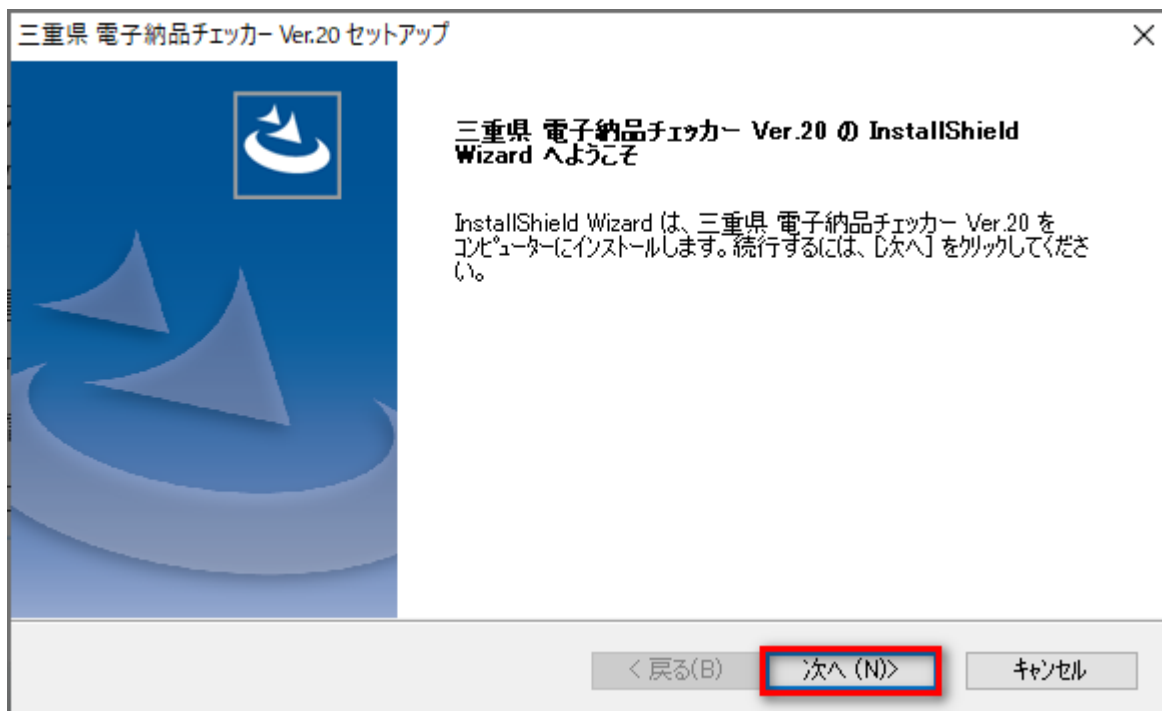 三重県 電子納品チェッカー Ver.20 セットアップ
三重県 電子納品チェッカー Ver.20 の InstallShield
Wizard へようこそ
InstallShield Wizard は、三重県 電子納品チェッカー Ver.20 を
コンピューターにインストールします。続行するには、[次へ] をクリックしてくださ
い。
< 戻る(B)
次へ (N)>
キャンセル